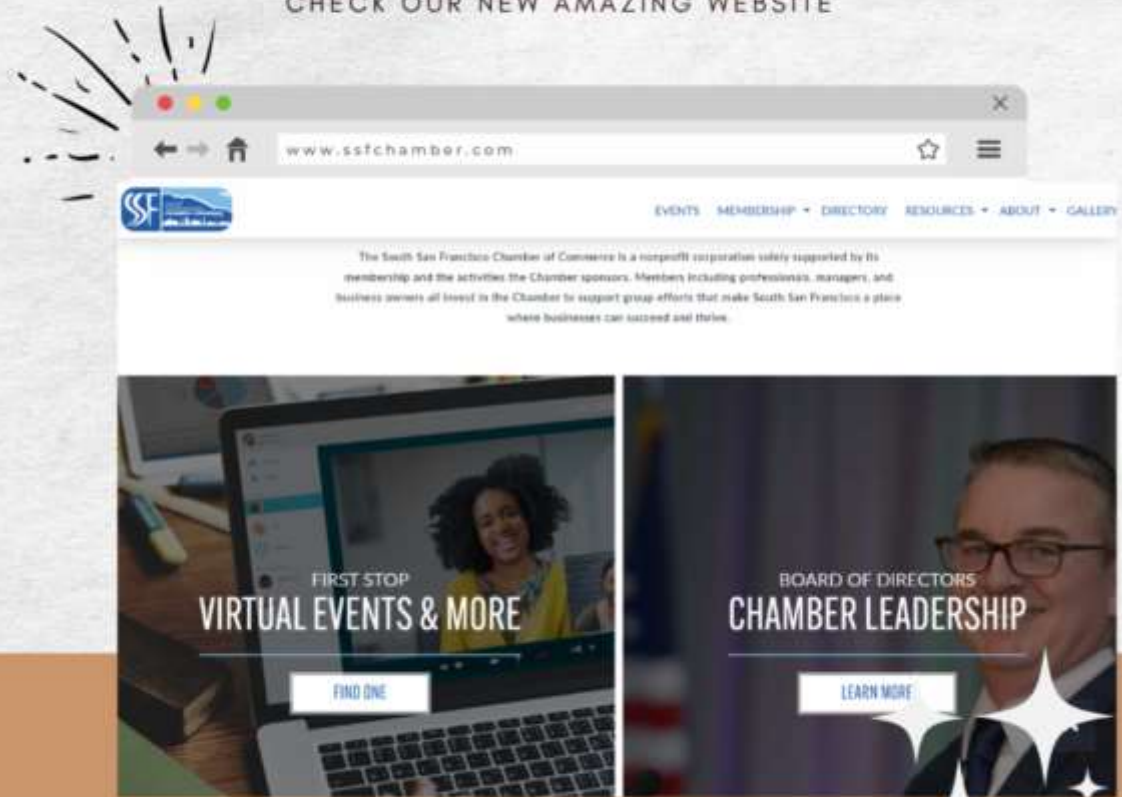 CHECK OUR NEW AMAZING WEBSITE
www.ssfchamber.com
SSF
EVENTS MEMBERSHIP DIRECTORY RESOURCES ABOUT GALLERY
The South San Francisco Chamber of Commerce is a nonprofit corporation solely supported by its
membership and the activities the Chamber sponsors. Members including professionals, managers, and
business owners all invest in the Chamber to support group efforts that make South San Francisco a place
where businesses can succeed and thrive.
FIRST STOP
VIRTUAL EVENTS & MORE
FIND ONE
BOARD OF DIRECTORS
CHAMBER LEADERSHIP
LEARN MORE